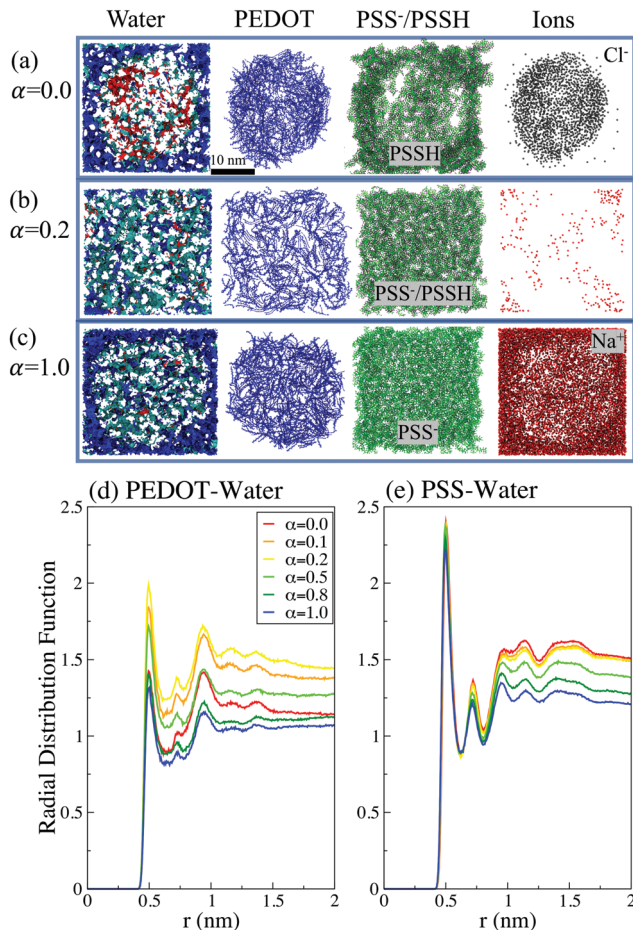 Water PEDOT PSS⁻/PSSH Ions
(a)
α=0.0
Cl⁻
PSSH
10 nm
(b)
α=0.2
PSS⁻/PSSH
(c)
α=1.0
Na⁺
PSS⁻
(d) PEDOT-Water
(e) PSS-Water
Radial Distribution Function
2.5
2
1.5
1
0.5
0
α=0.0
α=0.1
α=0.2
α=0.5
α=0.8
α=1.0
0 0.5 1 1.5 2
r (nm)
2.5
2
1.5
1
0.5
0
0 0.5 1 1.5 2
r (nm)